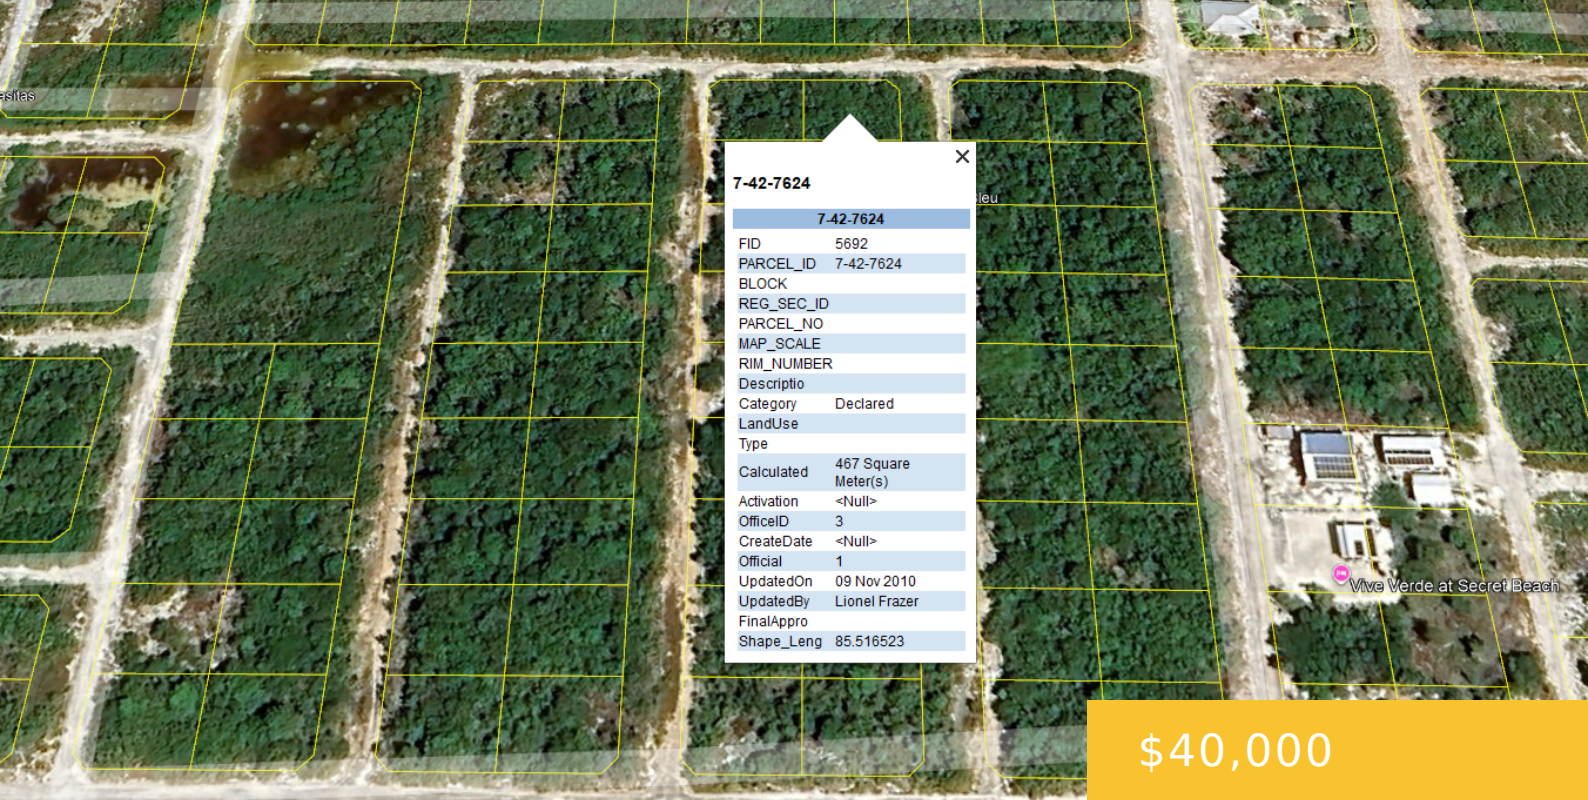 asitas
7-42-7624
7-42-7624
FID 5692
PARCEL_ID 7-42-7624
BLOCK
REG_SEC_ID
PARCEL_NO
MAP_SCALE
RIM_NUMBER
Descriptio
Category Declared
LandUse
Type
Calculated 467 Square
Meter(s)
Activation <Null>
OfficeID 3
CreateDate <Null>
Official 1
UpdatedOn 09 Nov 2010
UpdatedBy Lionel Frazer
FinalAppro
Shape_Leng 85.516523
leu
Vive Verde at Secret Beach
$40,000